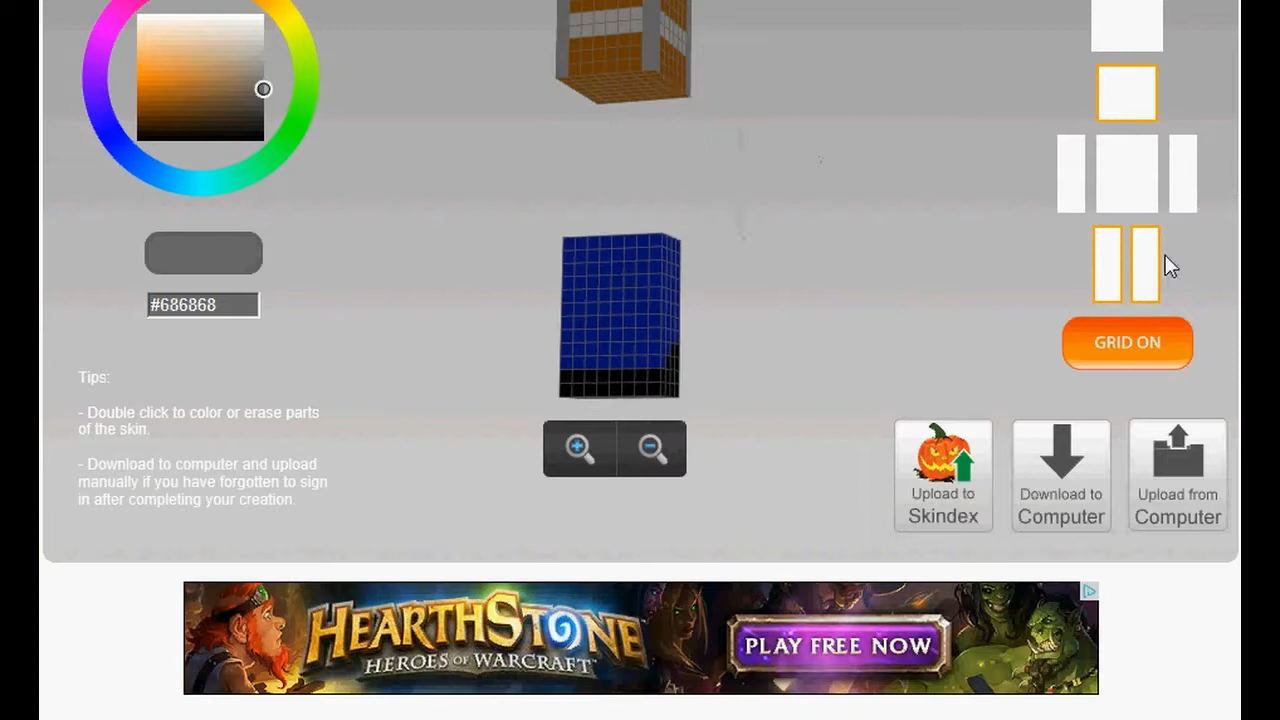 #686868
GRID ON
Tips:
- Double click to color or erase parts
of the skin.
- Download to computer and upload
manually if you have forgotten to sign
in after completing your creation.
Upload to
Skindex
Download to
Computer
Upload from
Computer
HEARTHSTONE
HEROES OF WARCRAFT™
PLAY FREE NOW